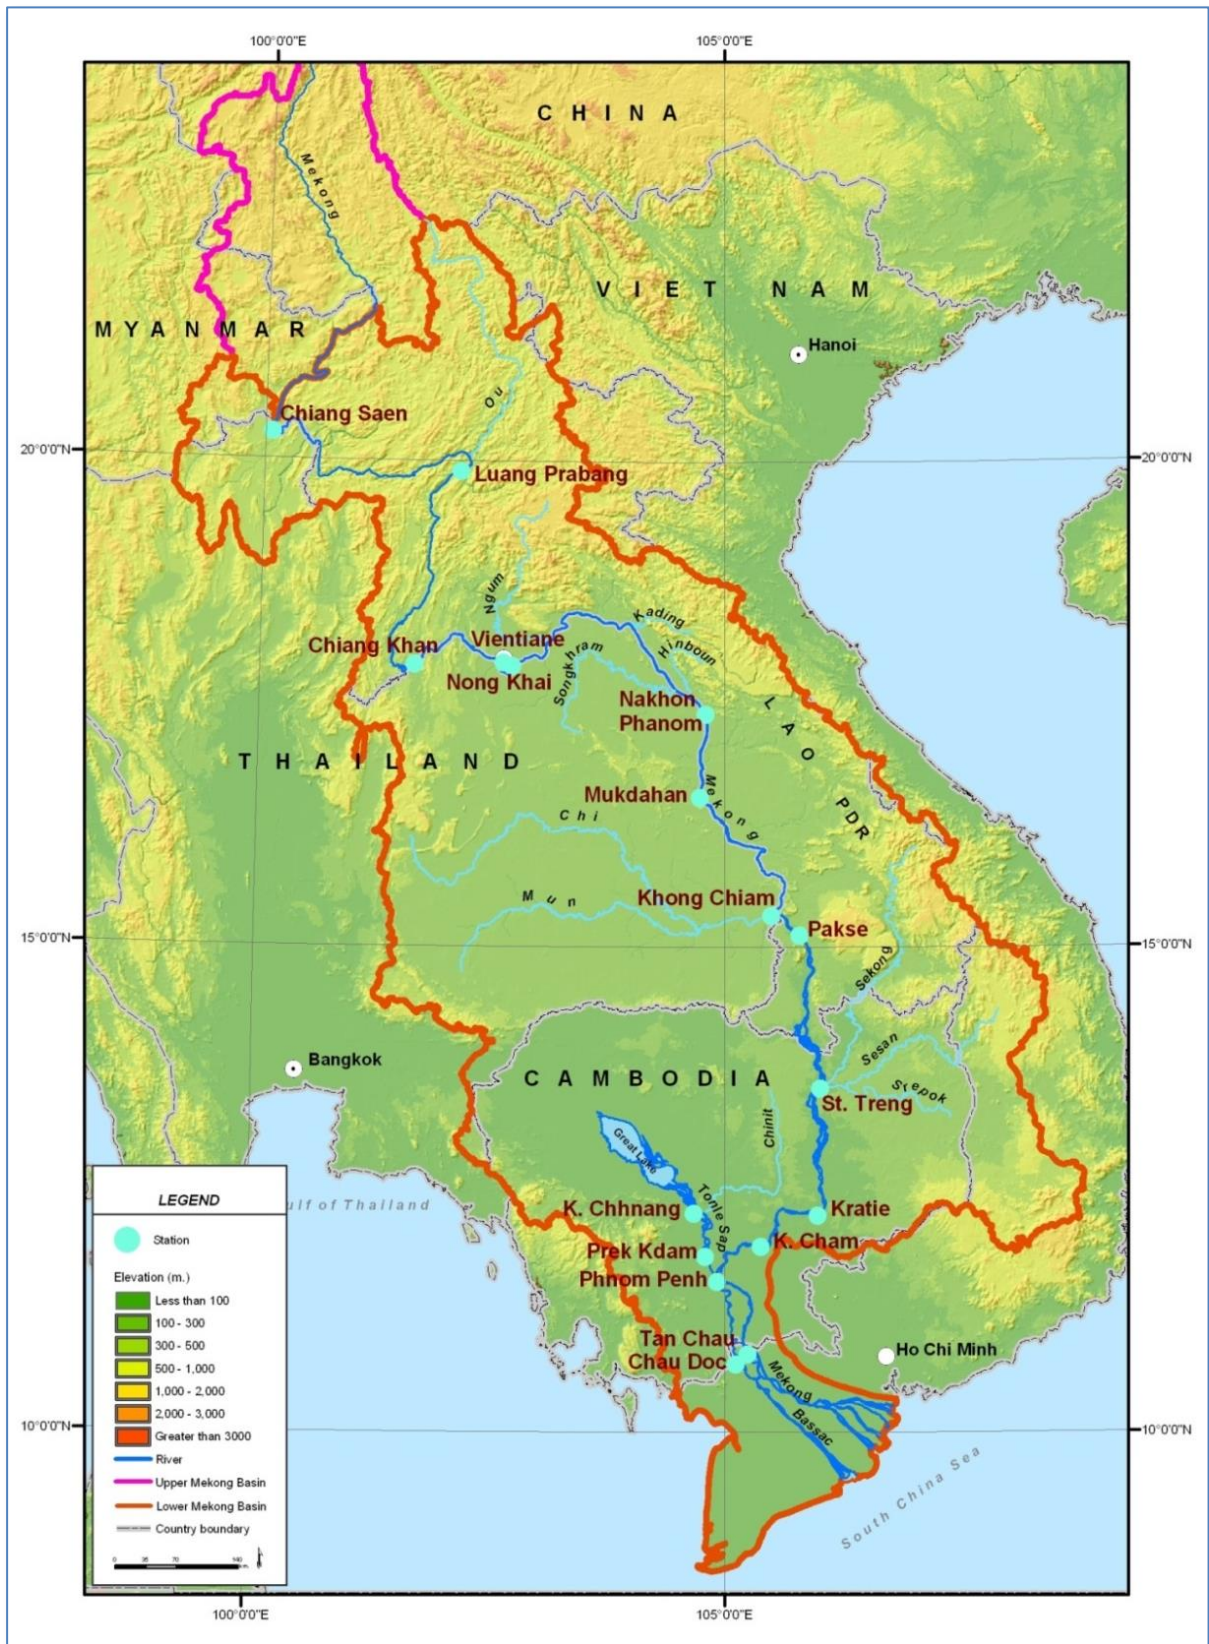 100°0'0"E
105°0'0"E
CHINA
Mekong
VIET NAM
MYANMAR
Hanoi
Ou
Chiang Saen
20°0'0"N
20°0'0"N
Luang Prabang
Ngum
Kading
Chiang Khan
Vientiane
Hinboun
Songkhram
Nong Khai
Nakhon
Phanom
LAO PDR
THAILAND
Mukdahan
Mekong
Chi
Mun
Khong Chiam
Pakse
15°0'0"N
15°0'0"N
Sekong
Sesan
Bangkok
CAMBODIA
Srepok
St. Treng
Chinit
Great Lake
Tonle Sap
K. Chhnang
Kratie
Prek Kdam
K. Cham
Phnom Penh
Tan Chau
Chau Doc
Ho Chi Minh
Mekong
Bassac
10°0'0"N
10°0'0"N
South China Sea
ulf of Thailand
LEGEND
Station
Elevation (m.)
Less than 100
100 - 300
300 - 500
500 - 1,000
1,000 - 2,000
2,000 - 3,000
Greater than 3000
River
Upper Mekong Basin
Lower Mekong Basin
Country boundary
0 35 70 140
100°0'0"E
105°0'0"E